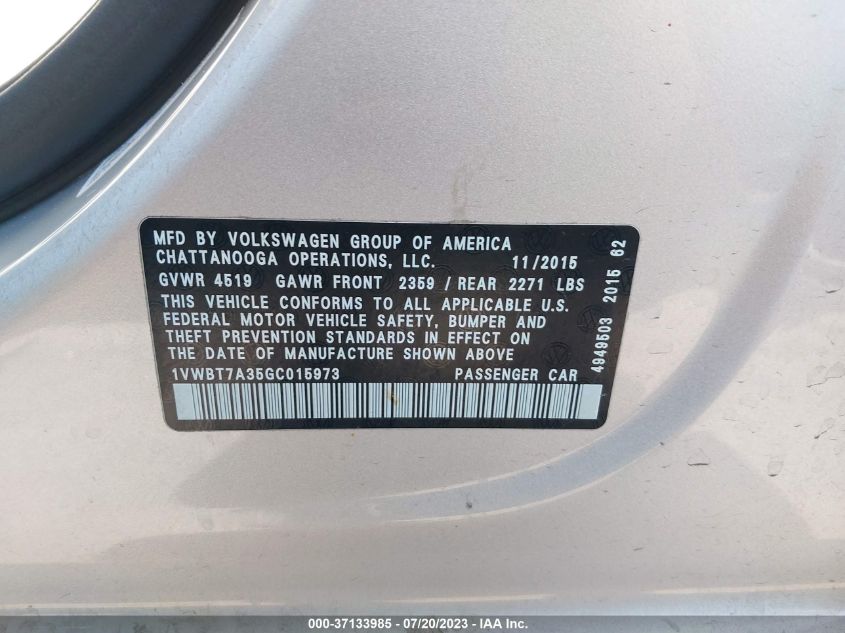 MFD BY VOLKSWAGEN GROUP OF AMERICA
CHATTANOOGA OPERATIONS, LLC. 11/2015
GVWR 4519 GAWR FRONT 2359 / REAR 2271 LBS
THIS VEHICLE CONFORMS TO ALL APPLICABLE U.S.
FEDERAL MOTOR VEHICLE SAFETY, BUMPER AND
THEFT PREVENTION STANDARDS IN EFFECT ON
THE DATE OF MANUFACTURE SHOWN ABOVE
1VWBT7A35GC015973 PASSENGER CAR
4949503 2015 62
000-37133985 - 07/20/2023 - IAA Inc.